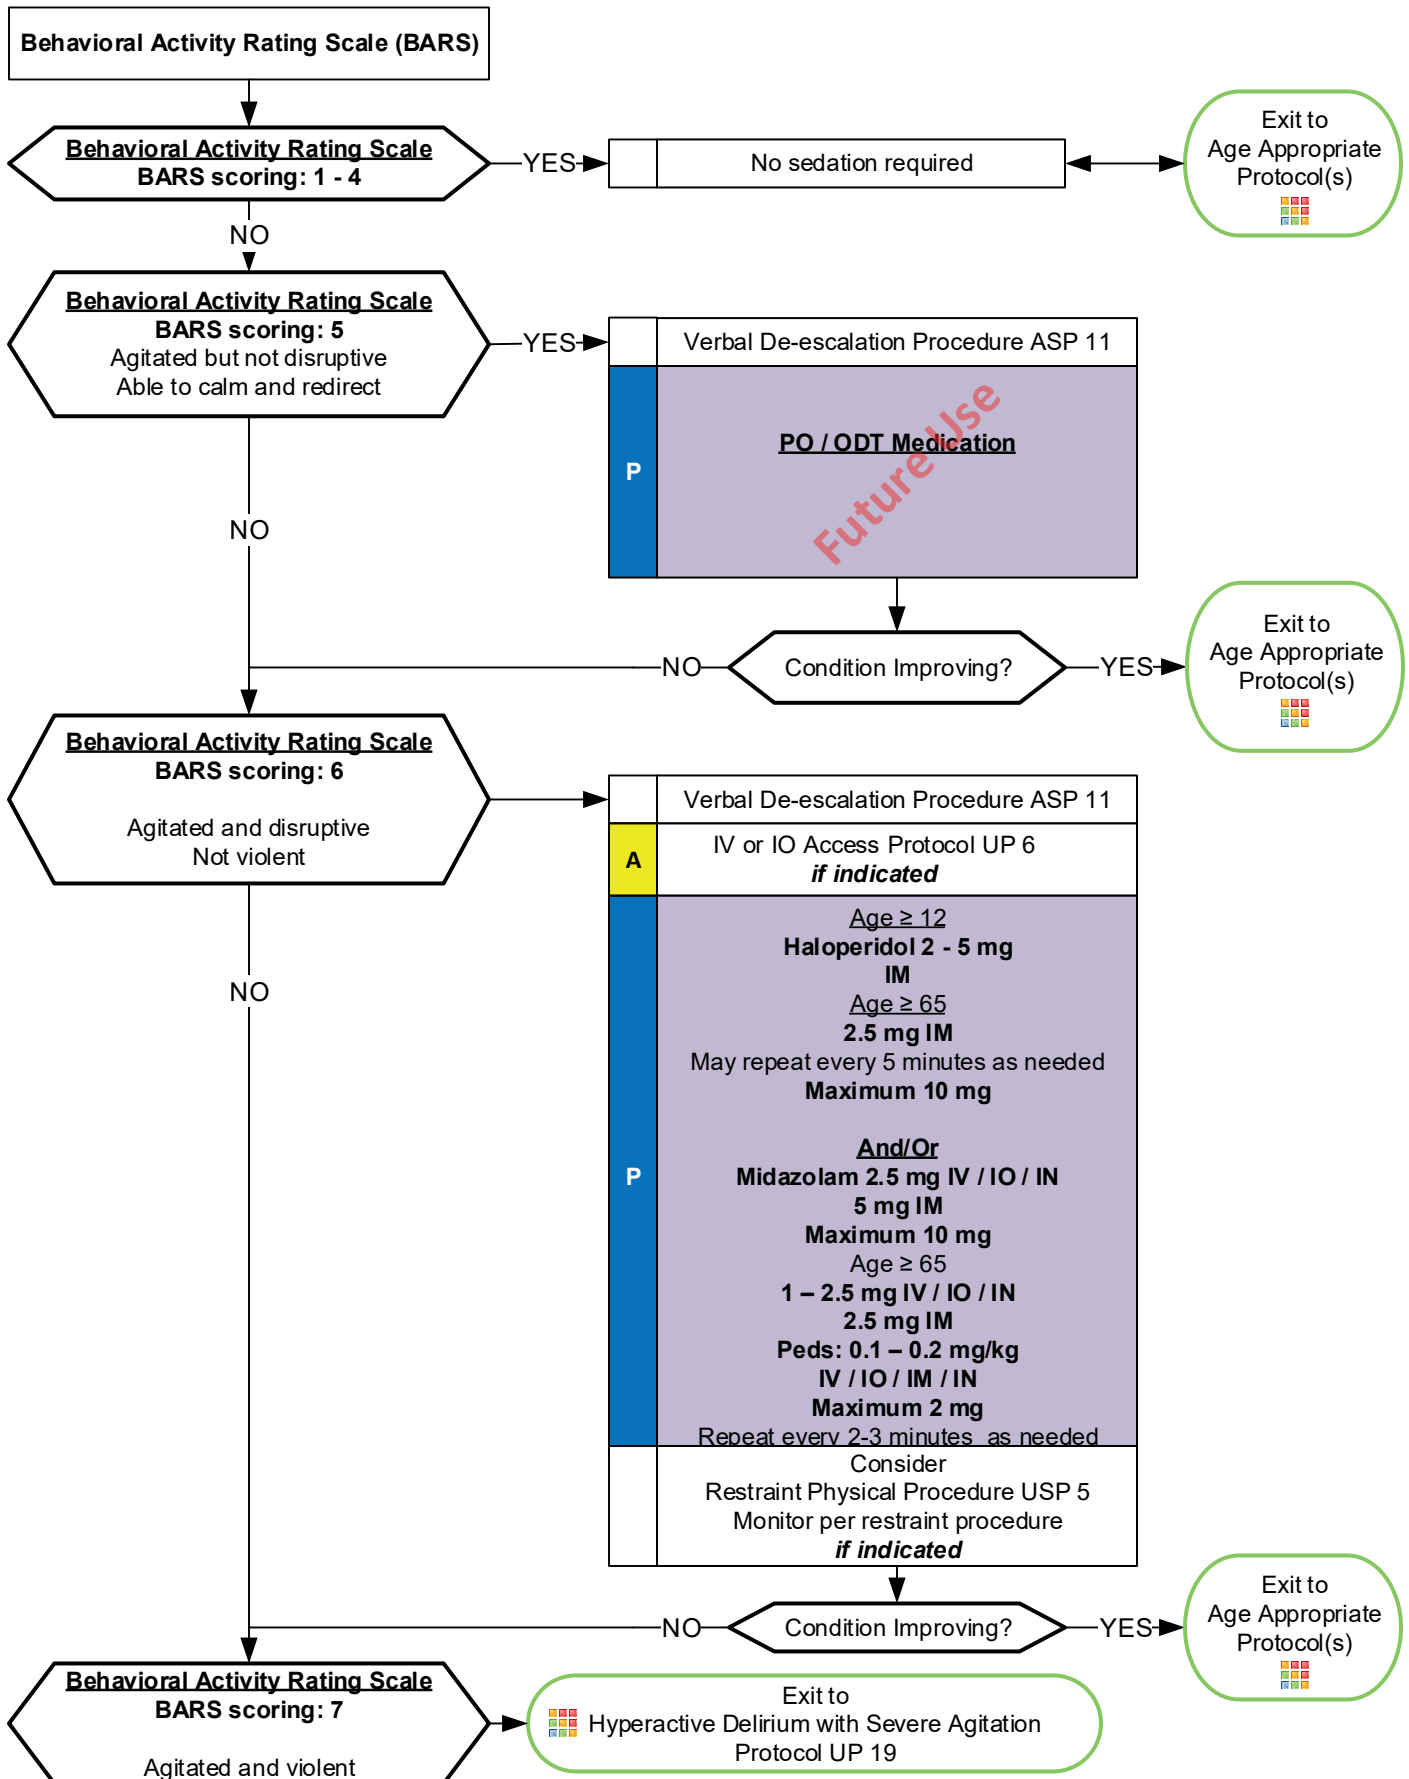 Behavioral Activity Rating Scale (BARS)
Behavioral Activity Rating Scale
BARS scoring: 1 - 4
YES
No sedation required
Exit to
Age Appropriate
Protocol(s)
NO
Behavioral Activity Rating Scale
BARS scoring: 5
Agitated but not disruptive
Able to calm and redirect
YES
Verbal De-escalation Procedure ASP 11
P
PO / ODT Medication
Future Use
NO
Condition Improving?
NO
YES
Exit to
Age Appropriate
Protocol(s)
Behavioral Activity Rating Scale
BARS scoring: 6
Agitated and disruptive
Not violent
Verbal De-escalation Procedure ASP 11
A
IV or IO Access Protocol UP 6
if indicated
P
Age ≥ 12
Haloperidol 2 - 5 mg
IM
Age ≥ 65
2.5 mg IM
May repeat every 5 minutes as needed
Maximum 10 mg
And/Or
Midazolam 2.5 mg IV / IO / IN
5 mg IM
Maximum 10 mg
Age ≥ 65
1 – 2.5 mg IV / IO / IN
2.5 mg IM
Peds: 0.1 – 0.2 mg/kg
IV / IO / IM / IN
Maximum 2 mg
Repeat every 2-3 minutes as needed
Consider
Restraint Physical Procedure USP 5
Monitor per restraint procedure
if indicated
NO
Condition Improving?
NO
YES
Exit to
Age Appropriate
Protocol(s)
Behavioral Activity Rating Scale
BARS scoring: 7
Agitated and violent
Exit to
Hyperactive Delirium with Severe Agitation
Protocol UP 19